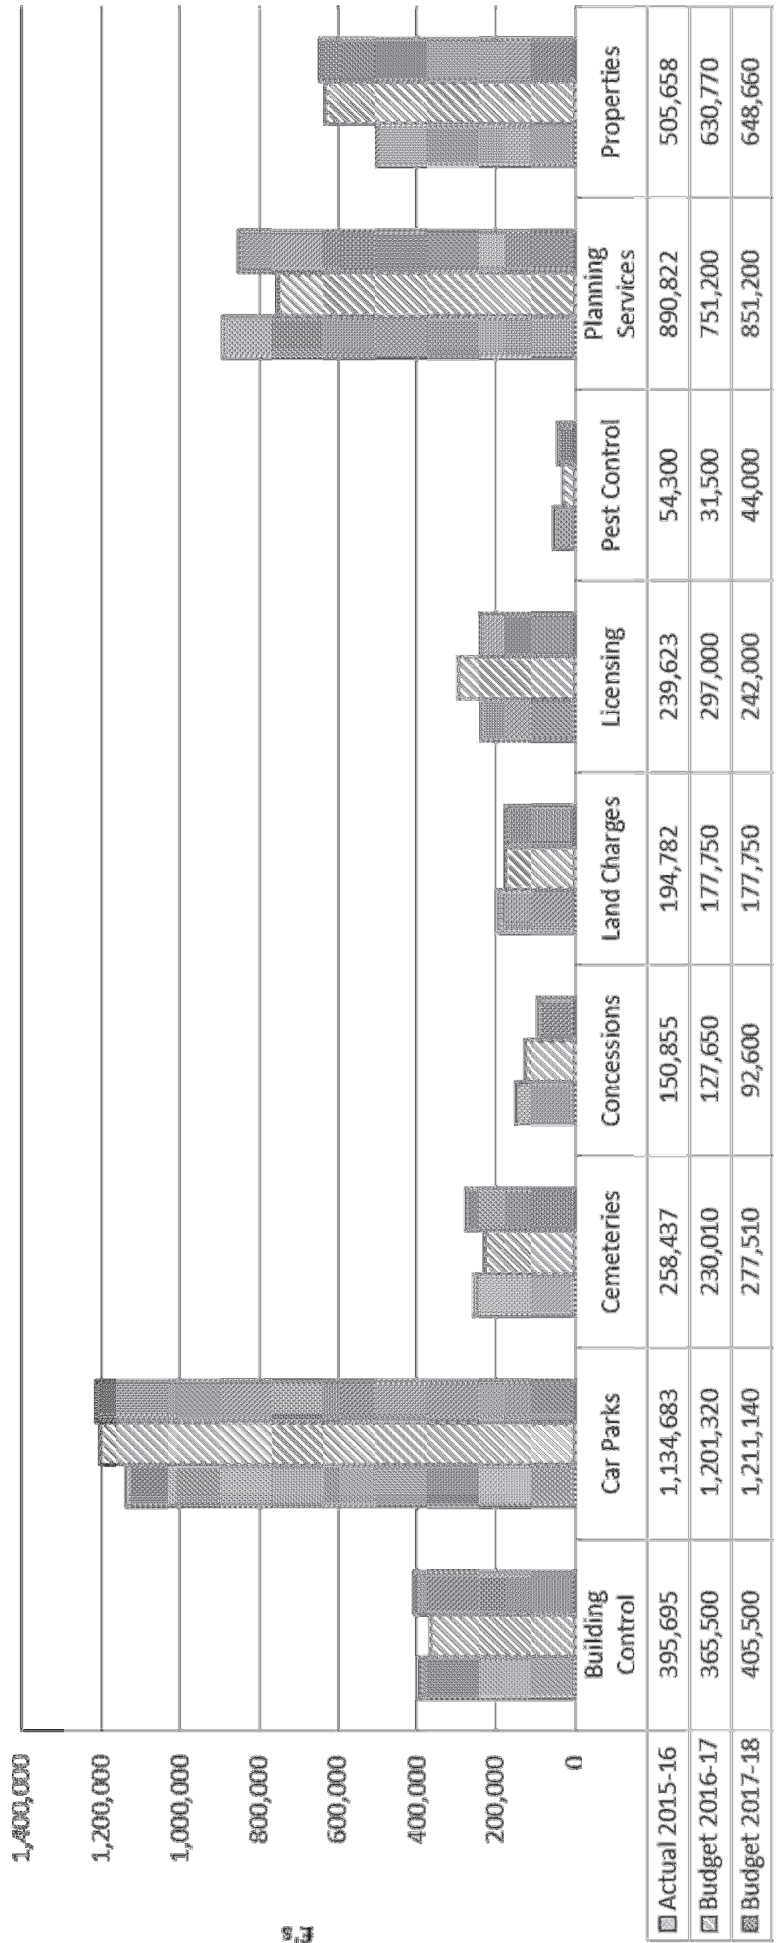 1,400,000
1,200,000
1,000,000
800,000
600,000
400,000
200,000
0
£'s
Building Control Car Parks Cemeteries Concessions Land Charges Licensing Pest Control Planning Services Properties
Actual 2015-16 395,695 1,134,683 258,437 150,855 194,782 239,623 54,300 890,822 505,658
Budget 2016-17 365,500 1,201,320 230,010 127,650 177,750 297,000 31,500 751,200 630,770
Budget 2017-18 405,500 1,211,140 277,510 92,600 177,750 242,000 44,000 851,200 648,660